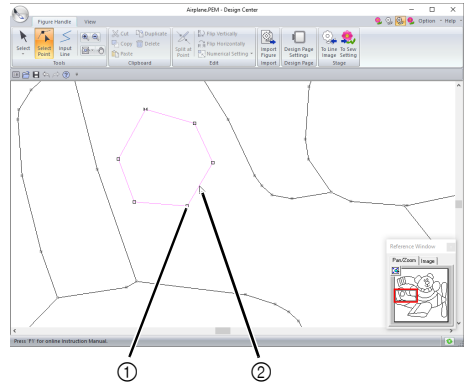 Airplane.PEM - Design Center
Figure Handle View Option Help
Select
Select Point
Input Line
Tools
Cut Duplicate
Copy Delete
Paste
Clipboard
Split at Point
Flip Vertically
Flip Horizontally
Numerical Setting
Edit
Import Figure
Import
Design Page Settings
Design Page
To Line Image
To Sew Setting
Stage
Reference Window
Pan/Zoom Image
Press 'F1' for online Instruction Manual.
1 2